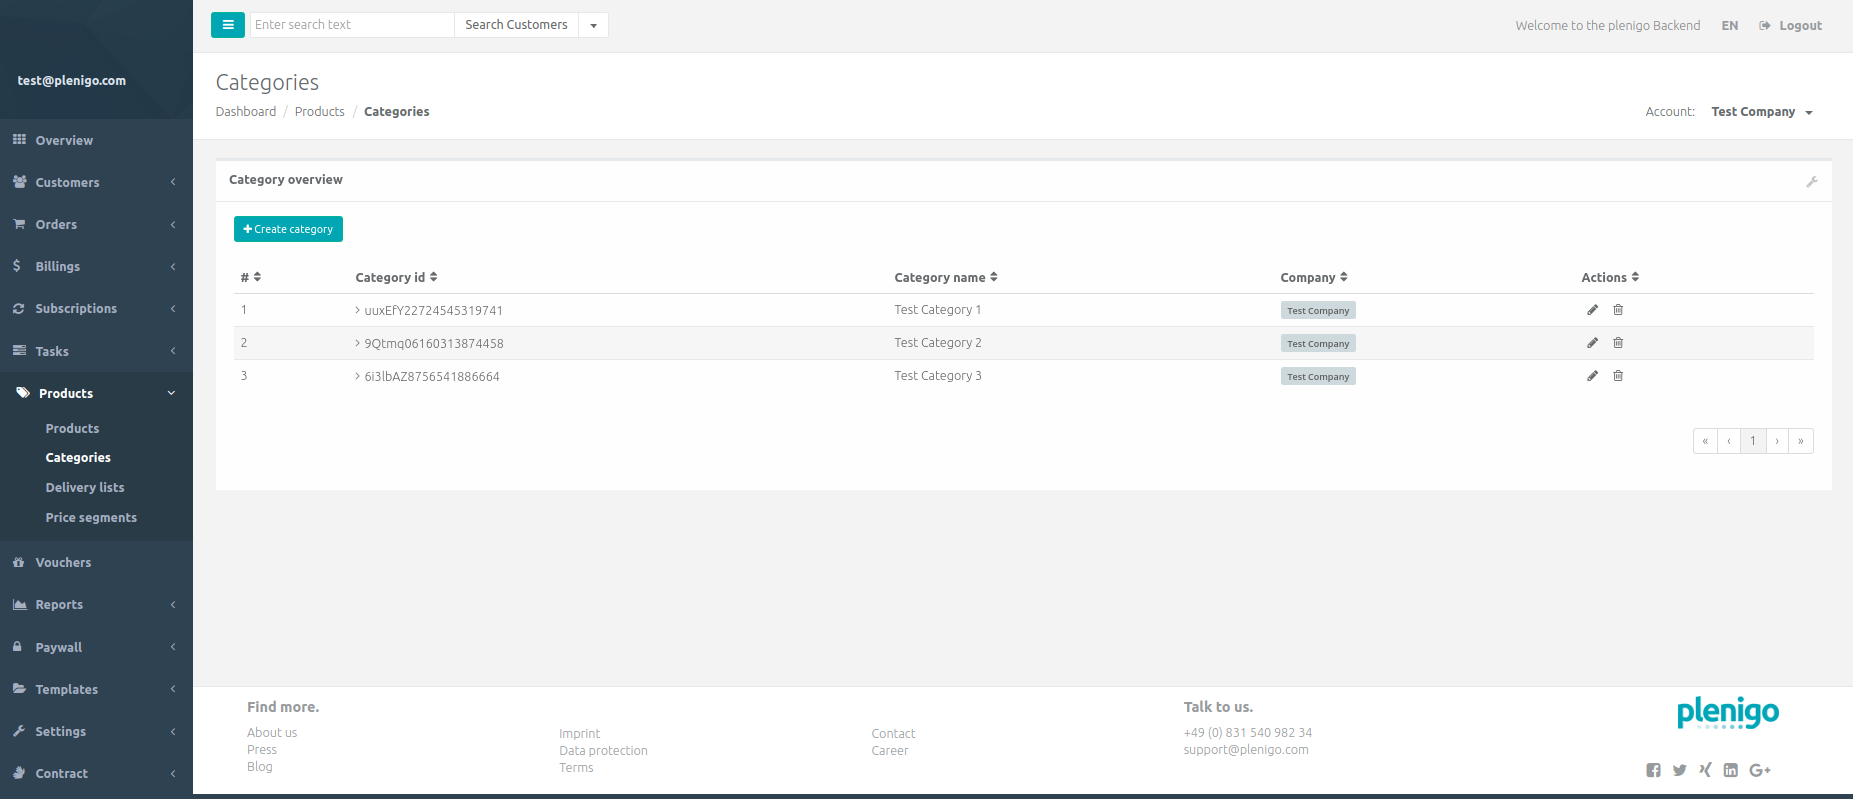 Enter search text Search Customers Welcome to the plenigo Backend EN Logout
test@plenigo.com
Overview
Customers
Orders
Billings
Subscriptions
Tasks
Products
Products
Categories
Delivery lists
Price segments
Vouchers
Reports
Paywall
Templates
Settings
Contract
Categories
Dashboard / Products / Categories Account: Test Company
Category overview
+ Create category
# Category id Category name Company Actions
1 > uuxEfY22724545319741 Test Category 1 Test Company
2 > 9Qtmq06160313874458 Test Category 2 Test Company
3 > 6i3lbAZ8756541886664 Test Category 3 Test Company
« ‹ 1 › »
Find more.
About us
Press
Blog
Imprint
Data protection
Terms
Contact
Career
Talk to us.
+49 (0) 831 540 982 34
support@plenigo.com
plenigo